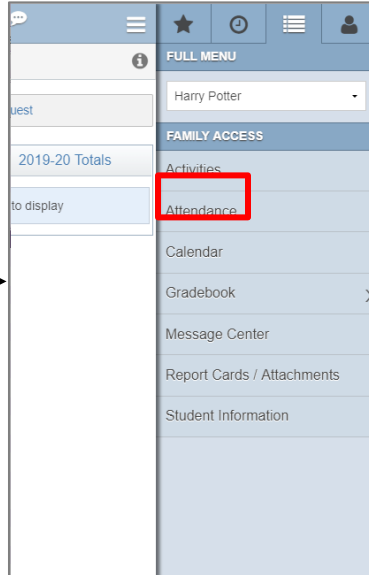 FULL MENU
Harry Potter
uest
FAMILY ACCESS
2019-20 Totals
Activities
to display
Attendance
Calendar
Gradebook
Message Center
Report Cards / Attachments
Student Information